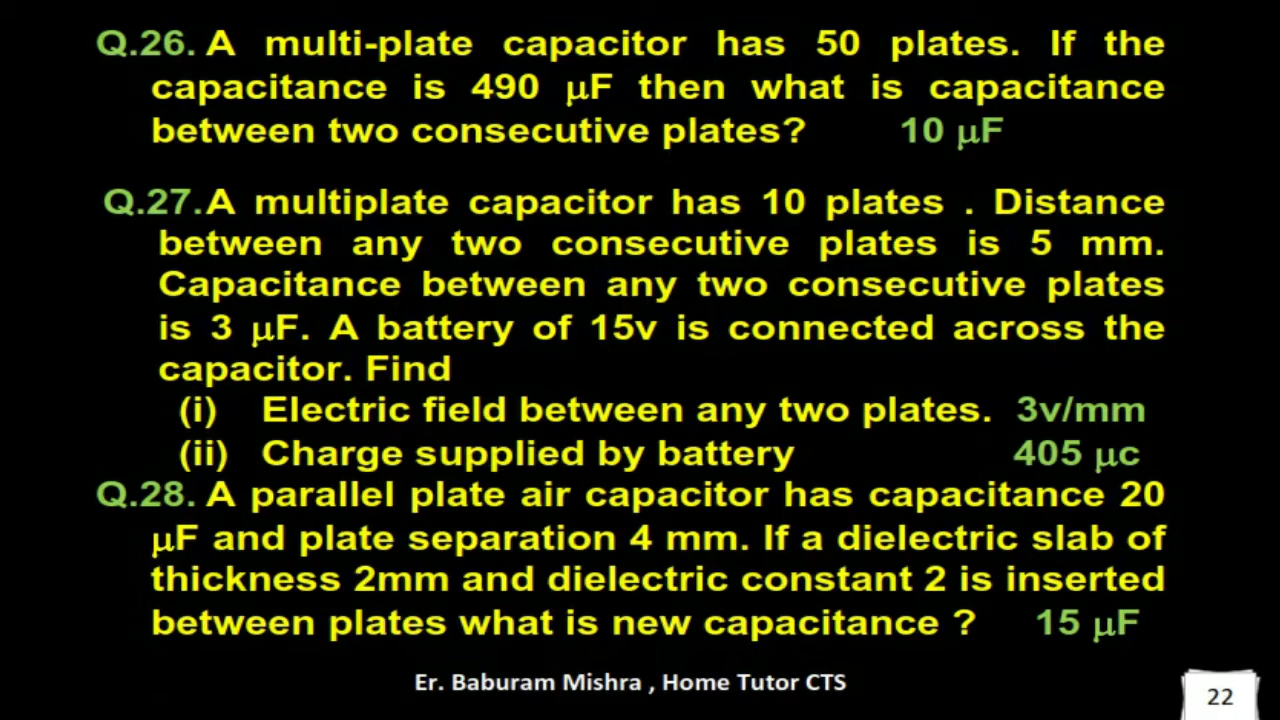 Q.26. A multi-plate capacitor has 50 plates. If the
capacitance is 490 μF then what is capacitance
between two consecutive plates? 10 μF
Q.27.A multiplate capacitor has 10 plates . Distance
between any two consecutive plates is 5 mm.
Capacitance between any two consecutive plates
is 3 μF. A battery of 15v is connected across the
capacitor. Find
(i) Electric field between any two plates. 3v/mm
(ii) Charge supplied by battery 405 μc
Q.28. A parallel plate air capacitor has capacitance 20
μF and plate separation 4 mm. If a dielectric slab of
thickness 2mm and dielectric constant 2 is inserted
between plates what is new capacitance ? 15 μF
Er. Baburam Mishra , Home Tutor CTS
22